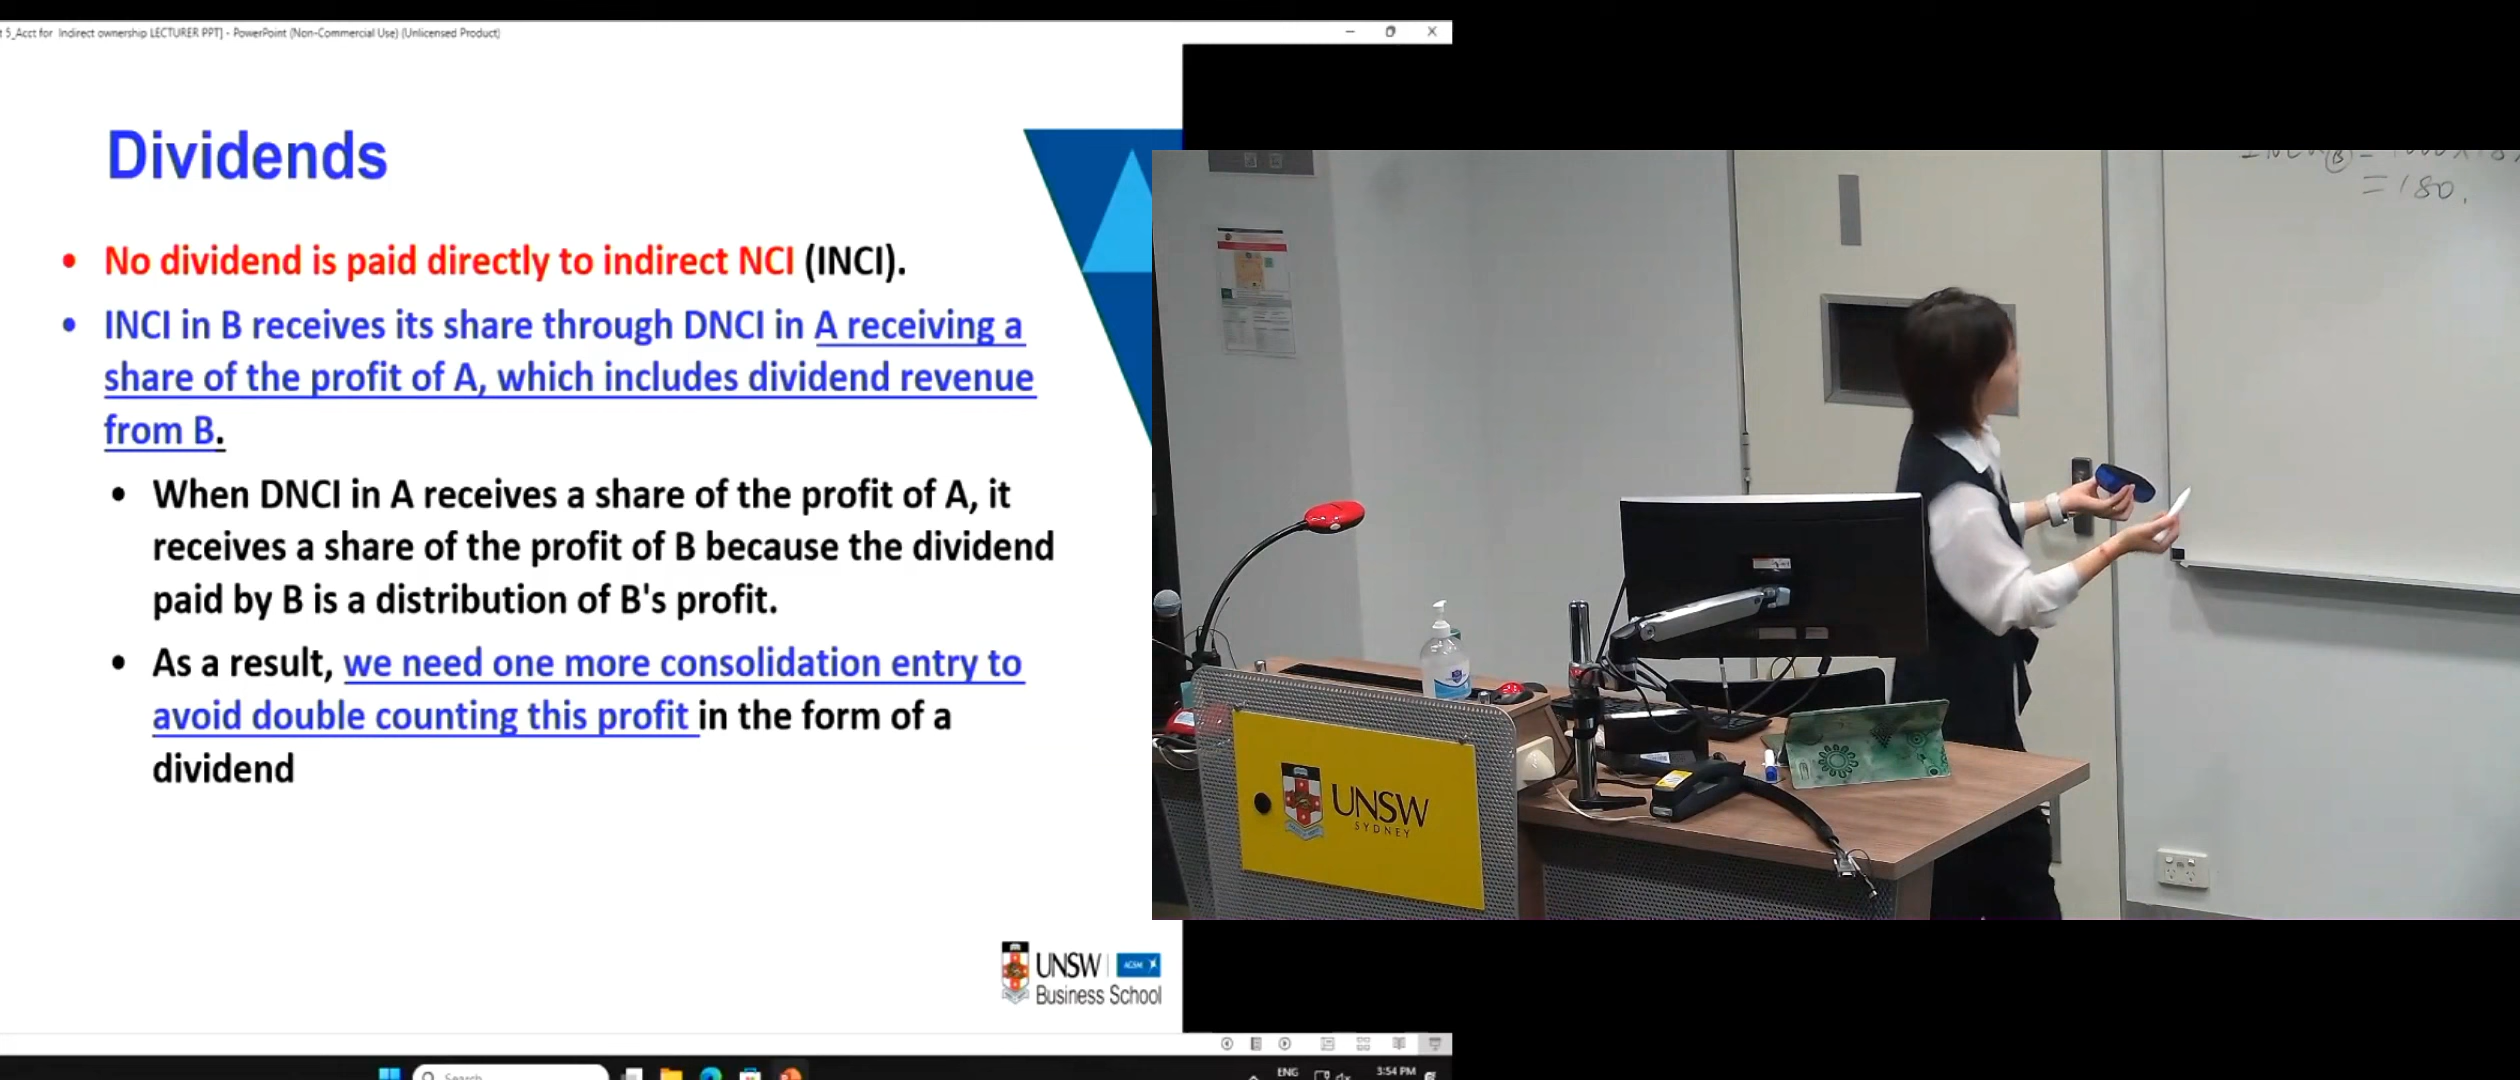 t 5_Acct for Indirect ownership LECTURER PPT] - PowerPoint (Non-Commercial Use) (Unlicensed Product)
Dividends
• No dividend is paid directly to indirect NCI (INCI).
• INCI in B receives its share through DNCI in A receiving a
share of the profit of A, which includes dividend revenue
from B.
• When DNCI in A receives a share of the profit of A, it
receives a share of the profit of B because the dividend
paid by B is a distribution of B's profit.
• As a result, we need one more consolidation entry to
avoid double counting this profit in the form of a
dividend
UNSW
AGSM
Business School
Search
ENG
3:54 PM
= 180.
UNSW
SYDNEY